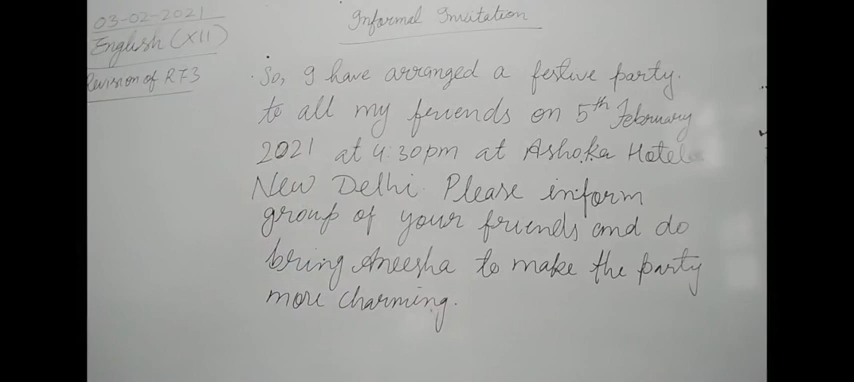 03-02-2021
English (XII)
Revision of RT3
Informal Invitation
So, I have arranged a festive party.
to all my friends on 5th February
2021 at 4:30pm at Ashoka Hotel
New Delhi. Please inform
group of your friends and do
bring Aneesha to make the party
more charming.